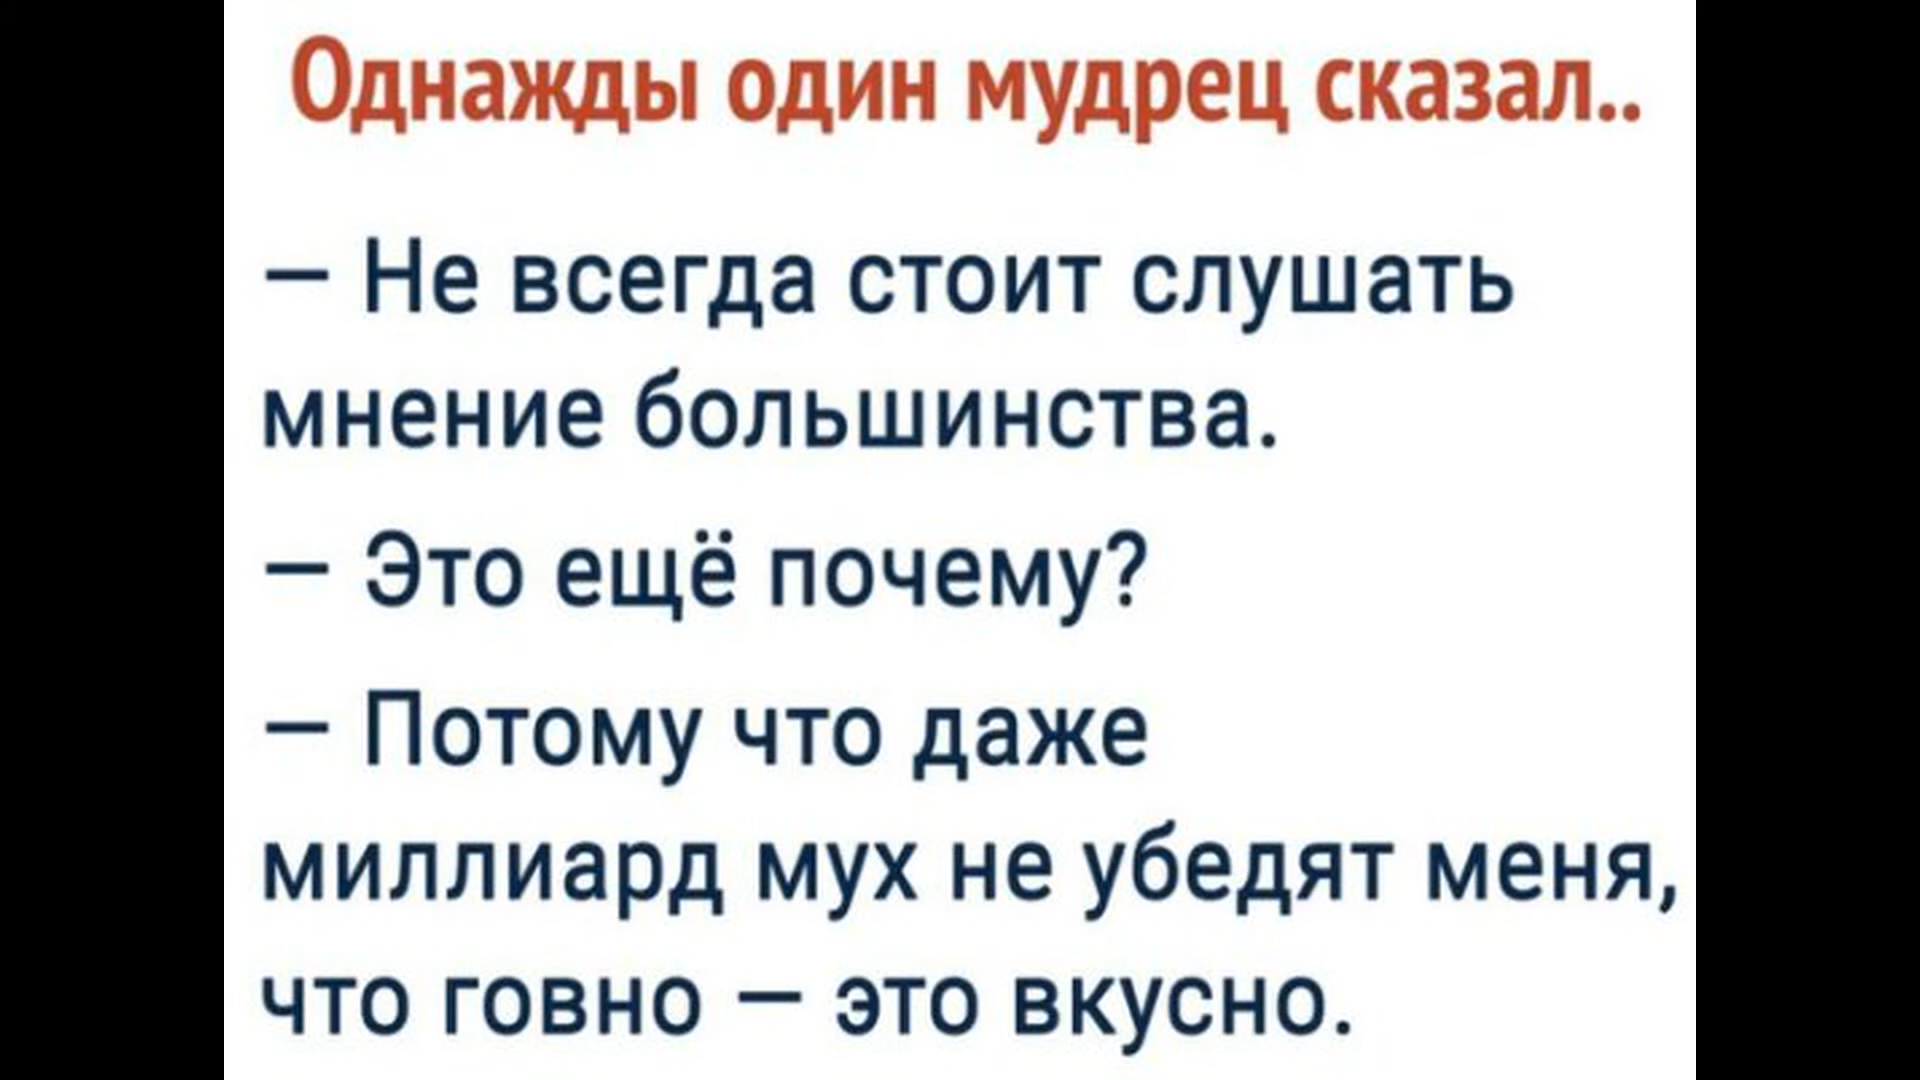 Однажды один мудрец сказал..
— Не всегда стоит слушать
мнение большинства.
— Это ещё почему?
— Потому что даже
миллиард мух не убедят меня,
что говно — это вкусно.